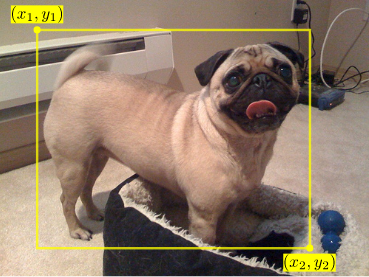 (x₁, y₁)
(x₂, y₂)